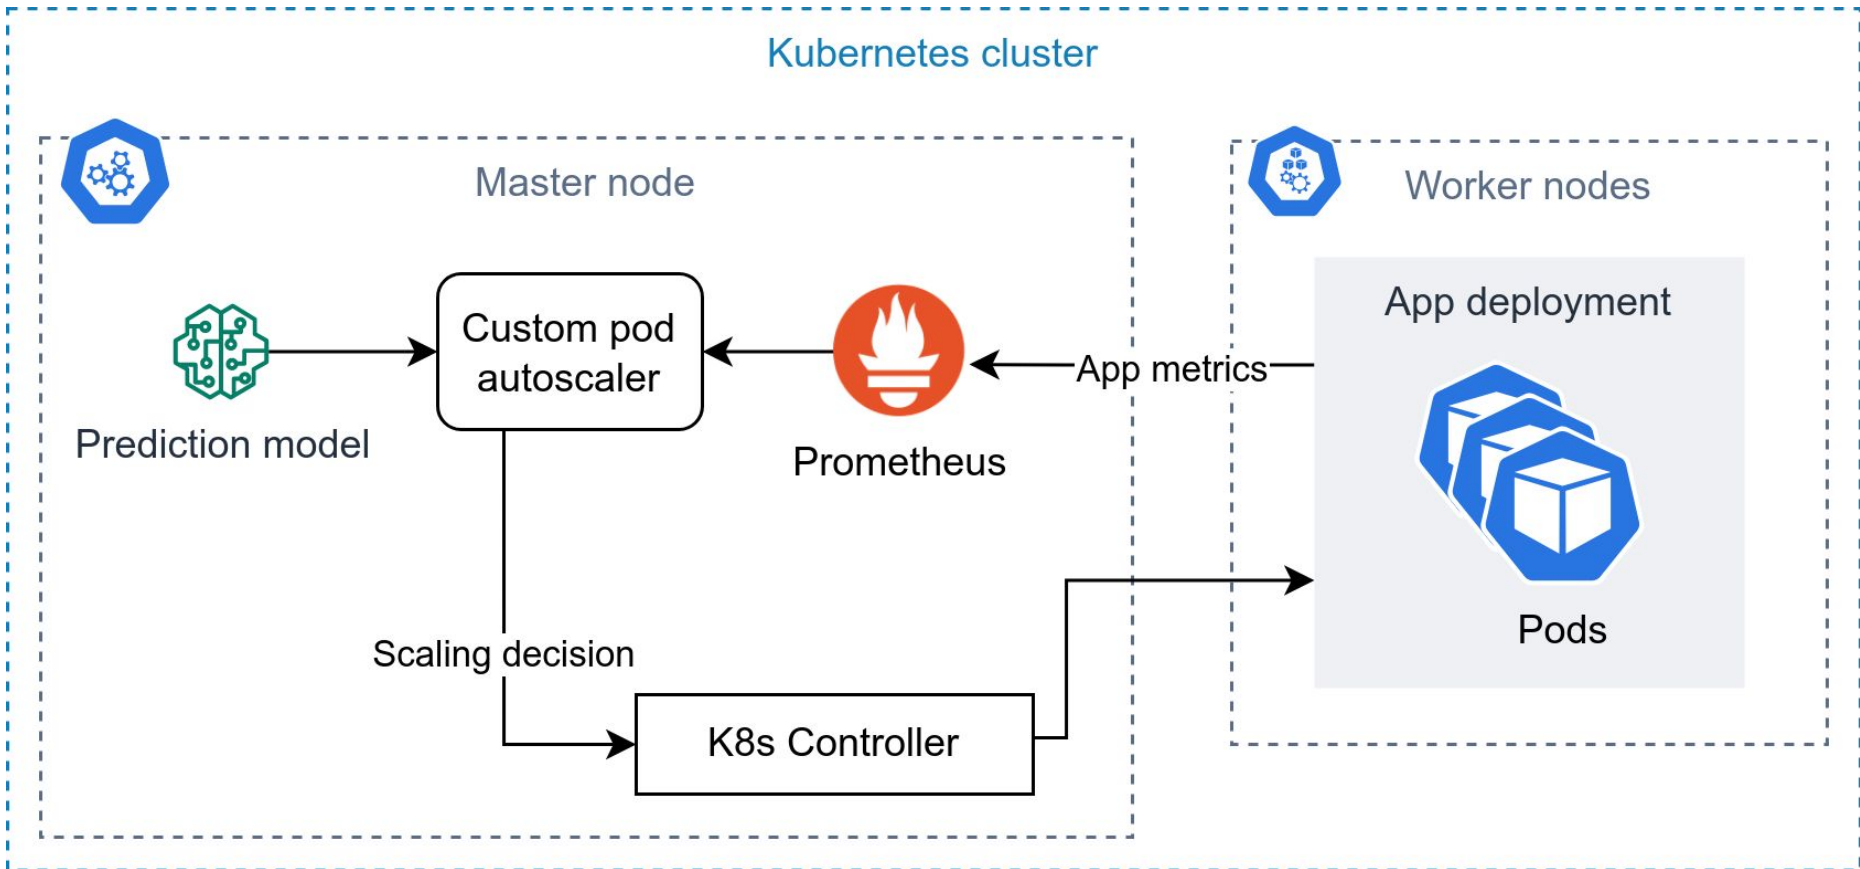 Kubernetes cluster
Master node
Worker nodes
App deployment
Custom pod
autoscaler
App metrics
Prediction model
Prometheus
Pods
Scaling decision
K8s Controller